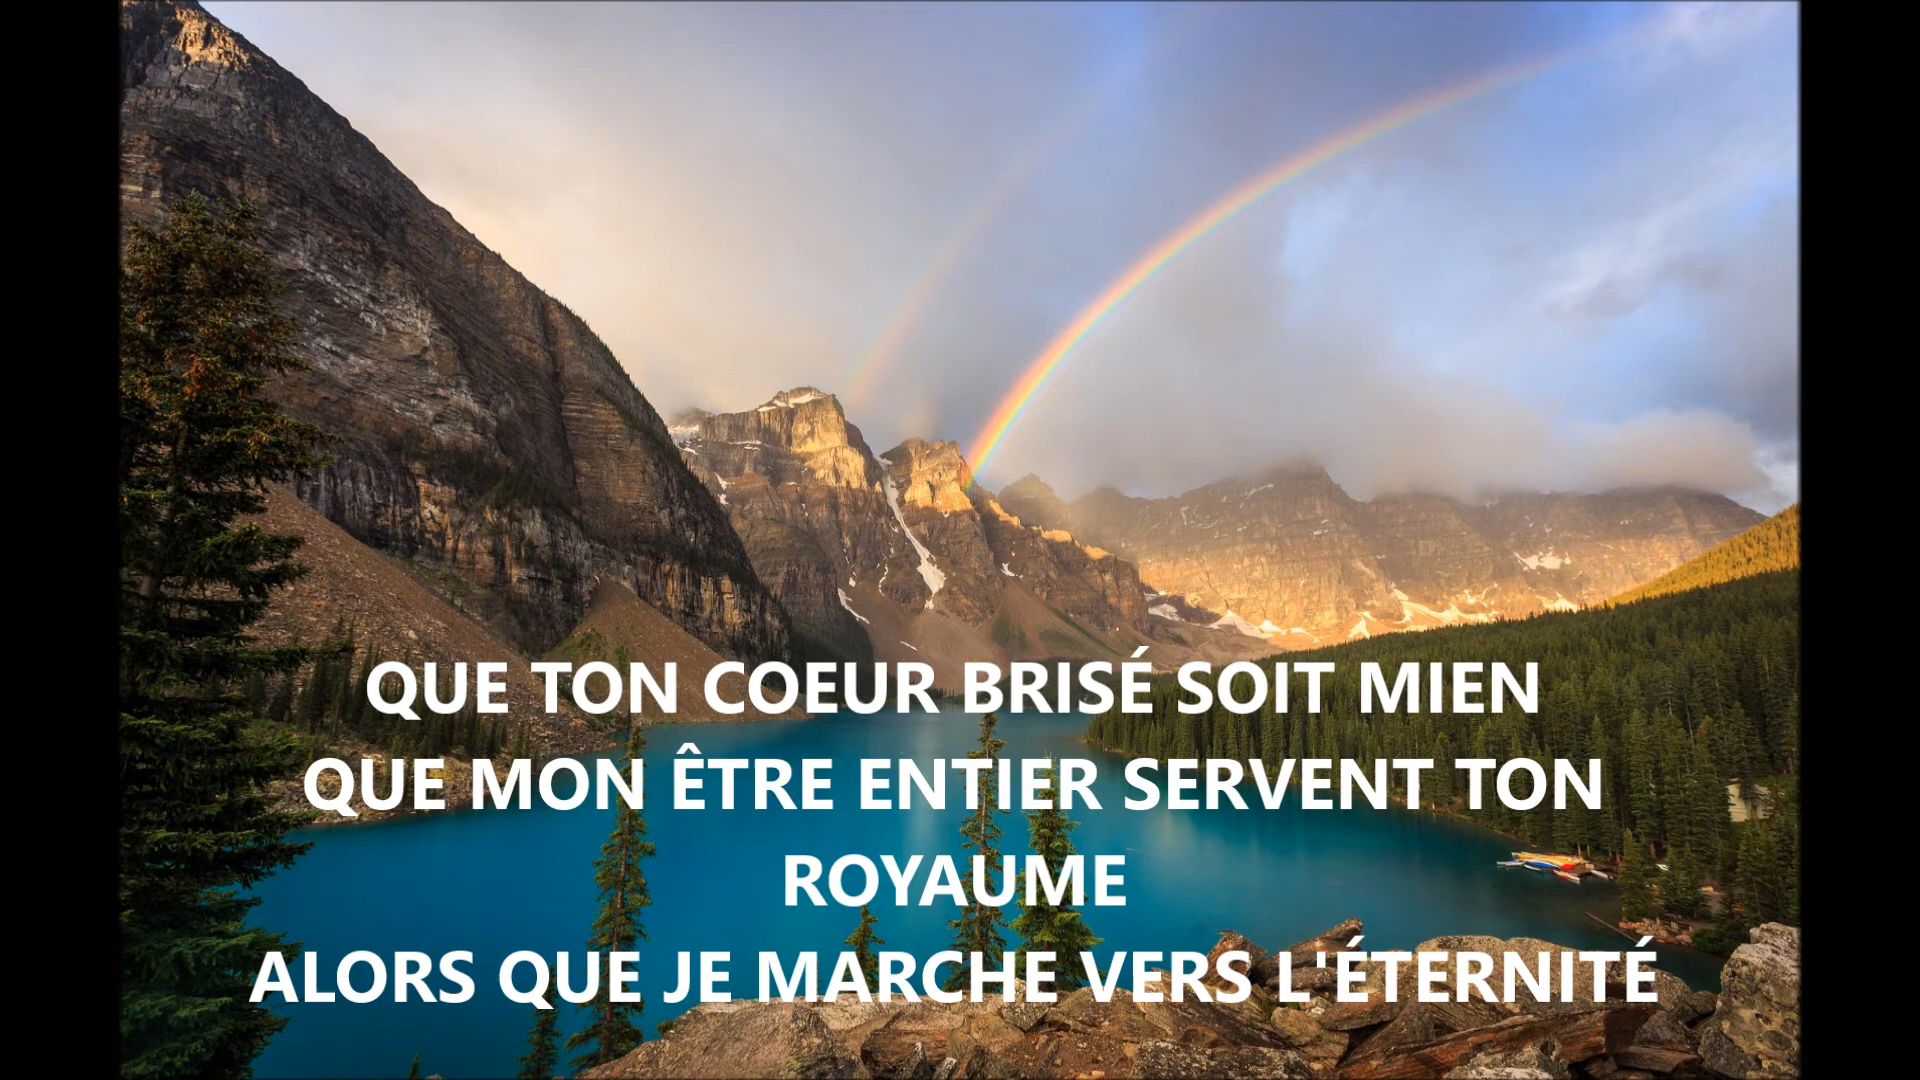 QUE TON COEUR BRISÉ SOIT MIEN
QUE MON ÊTRE ENTIER SERVENT TON
ROYAUME
ALORS QUE JE MARCHE VERS L'ÉTERNITÉ